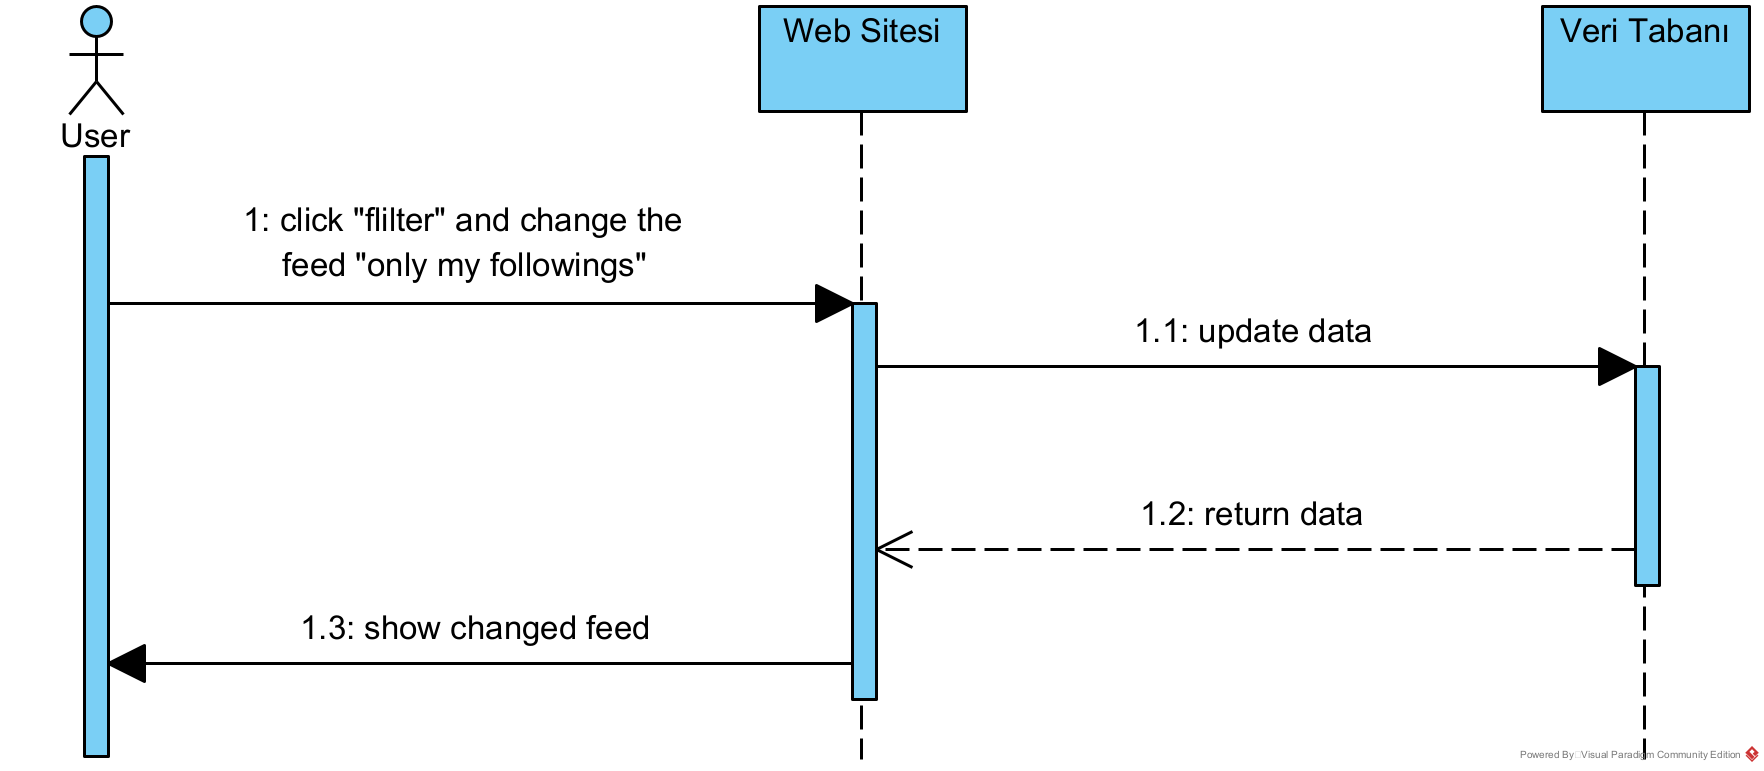 Web Sitesi
Veri Tabanı
User
1: click "flilter" and change the
feed "only my followings"
1.1: update data
1.2: return data
1.3: show changed feed
Powered By Visual Paradigm Community Edition